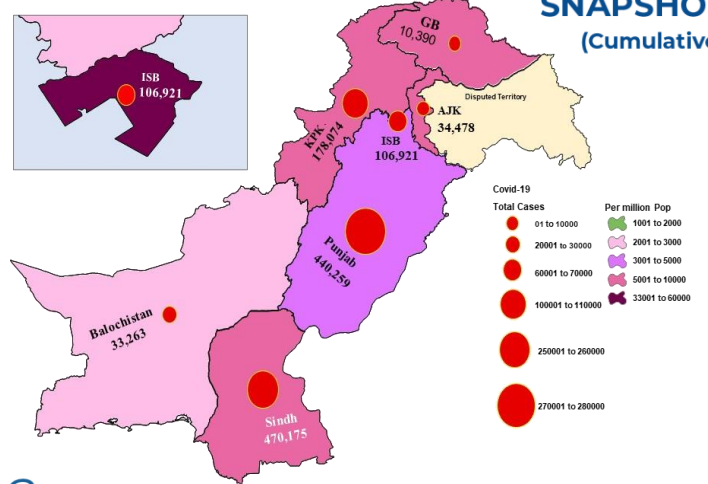 SNAPSHO
(Cumulative
ISB
106,921
GB
10,390
Disputed Territory
AJK
34,478
KPK
178,074
ISB
106,921
Punjab
440,259
Balochistan
33,263
Sindh
470,175
Covid-19
Total Cases
01 to 10000
20001 to 30000
60001 to 70000
100001 to 110000
250001 to 260000
270001 to 280000
Per million Pop
1001 to 2000
2001 to 3000
3001 to 5000
5001 to 10000
33001 to 60000